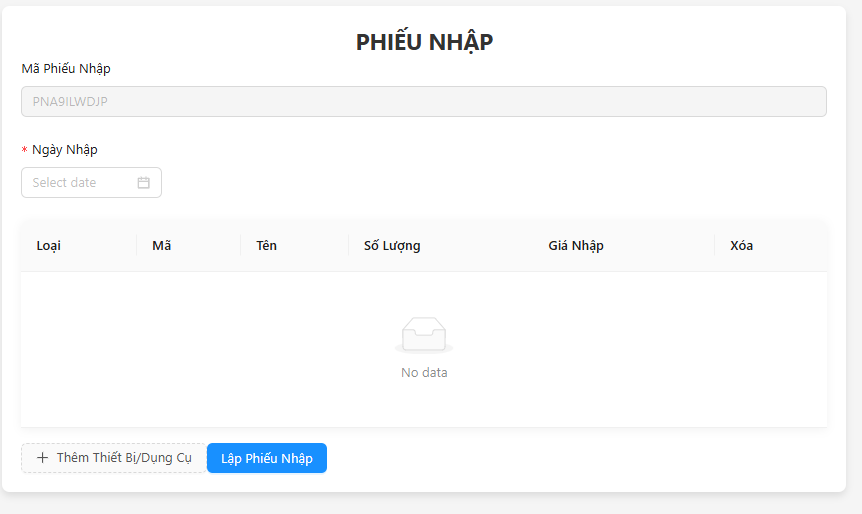 PHIẾU NHẬP
Mã Phiếu Nhập
PNA9ILWDJP
* Ngày Nhập
Select date
Loại Mã Tên Số Lượng Giá Nhập Xóa
No data
+ Thêm Thiết Bị/Dụng Cụ Lập Phiếu Nhập